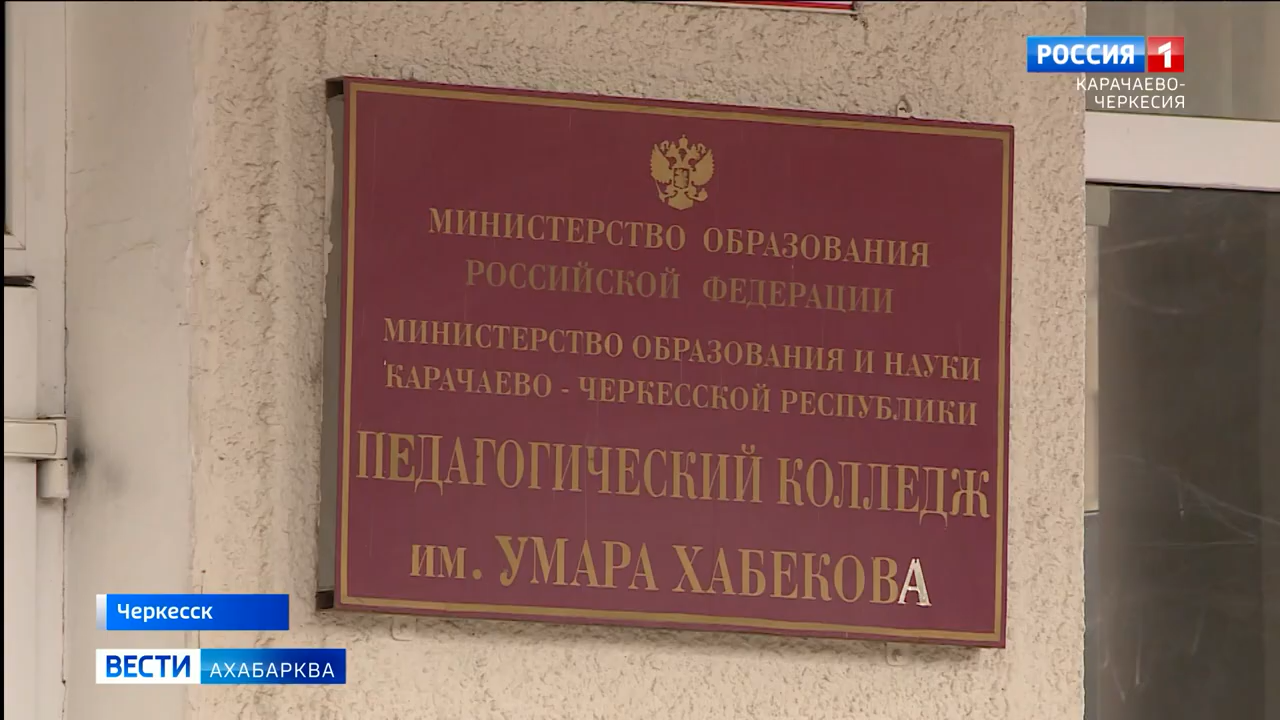 РОССИЯ 1
КАРАЧАЕВО-
ЧЕРКЕСИЯ
МИНИСТЕРСТВО ОБРАЗОВАНИЯ
РОССИЙСКОЙ ФЕДЕРАЦИИ
МИНИСТЕРСТВО ОБРАЗОВАНИЯ И НАУКИ
КАРАЧАЕВО - ЧЕРКЕССКОЙ РЕСПУБЛИКИ
ПЕДАГОГИЧЕСКИЙ КОЛЛЕДЖ
им. УМАРА ХАБЕКОВА
Черкесск
ВЕСТИ АХАБАРКВА